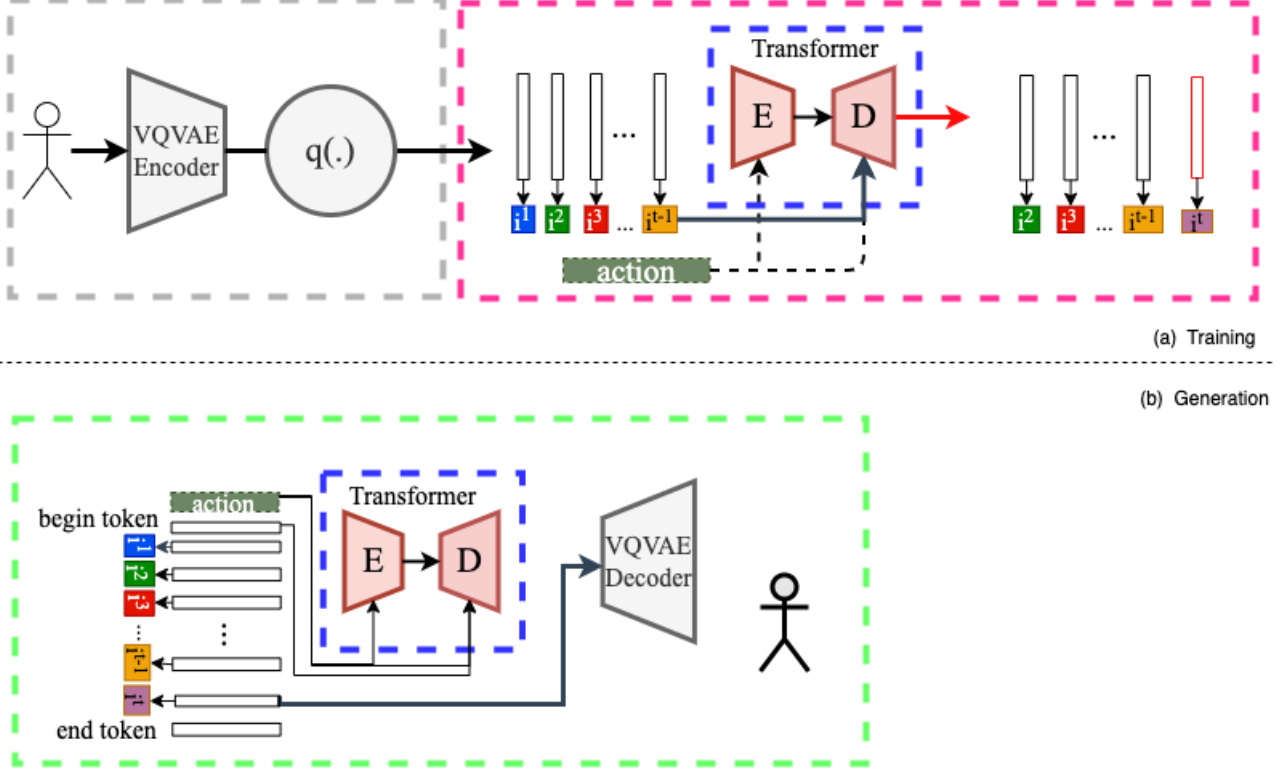 Transformer
VQVAE
Encoder
q(.)
E
D
...
...
i¹
i²
i³
...
iᵗ⁻¹
i²
i³
...
iᵗ⁻¹
iᵗ
action
(a) Training
(b) Generation
action
Transformer
begin token
i¹
i²
i³
...
...
iᵗ⁻¹
iᵗ
end token
E
D
VQVAE
Decoder